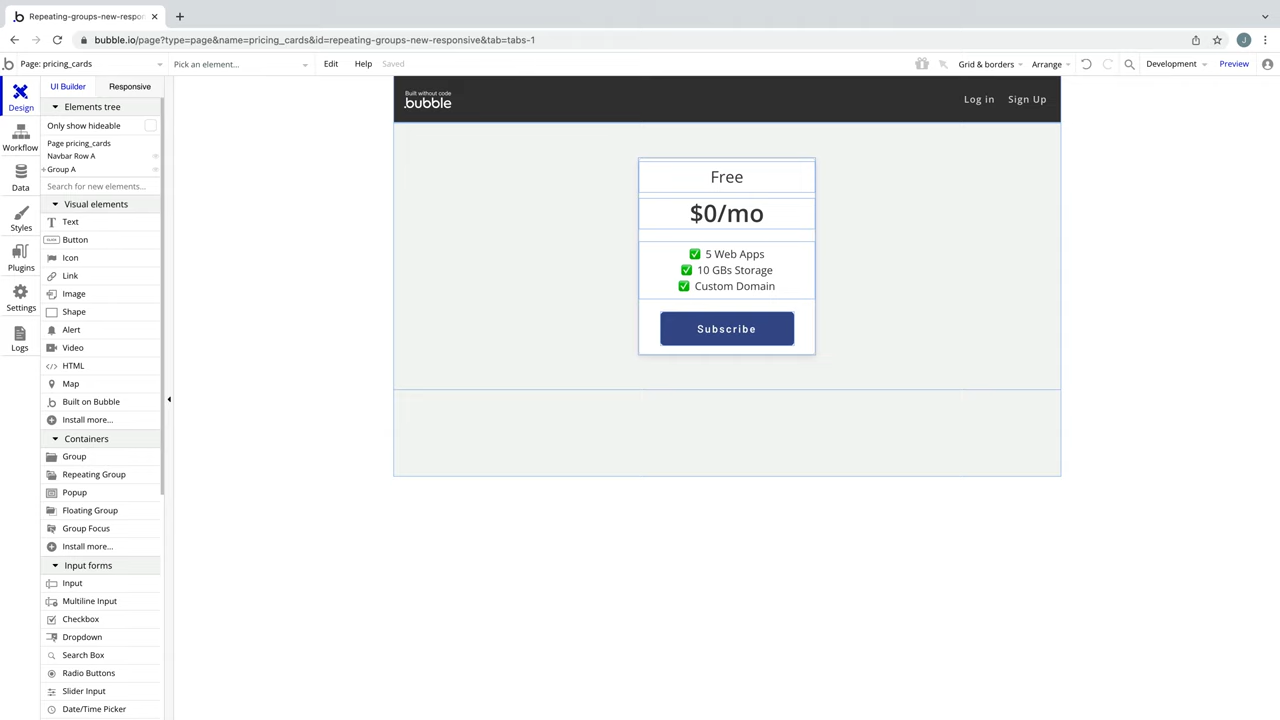 Repeating-groups-new-respon
bubble.io/page?type=page&name=pricing_cards&id=repeating-groups-new-responsive&tab=tabs-1
J
Page: pricing_cards
Pick an element...
Edit
Help
Saved
Grid & borders
Arrange
Development
Preview
Design
Workflow
Data
Styles
Plugins
Settings
Logs
UI Builder
Responsive
Elements tree
Only show hideable
Page pricing_cards
Navbar Row A
Group A
Search for new elements...
Visual elements
Text
Button
Icon
Link
Image
Shape
Alert
Video
HTML
Map
Built on Bubble
Install more...
Containers
Group
Repeating Group
Popup
Floating Group
Group Focus
Install more...
Input forms
Input
Multiline Input
Checkbox
Dropdown
Search Box
Radio Buttons
Slider Input
Date/Time Picker
Built without code
.bubble
Log in
Sign Up
Free
$0/mo
✅ 5 Web Apps
✅ 10 GBs Storage
✅ Custom Domain
Subscribe